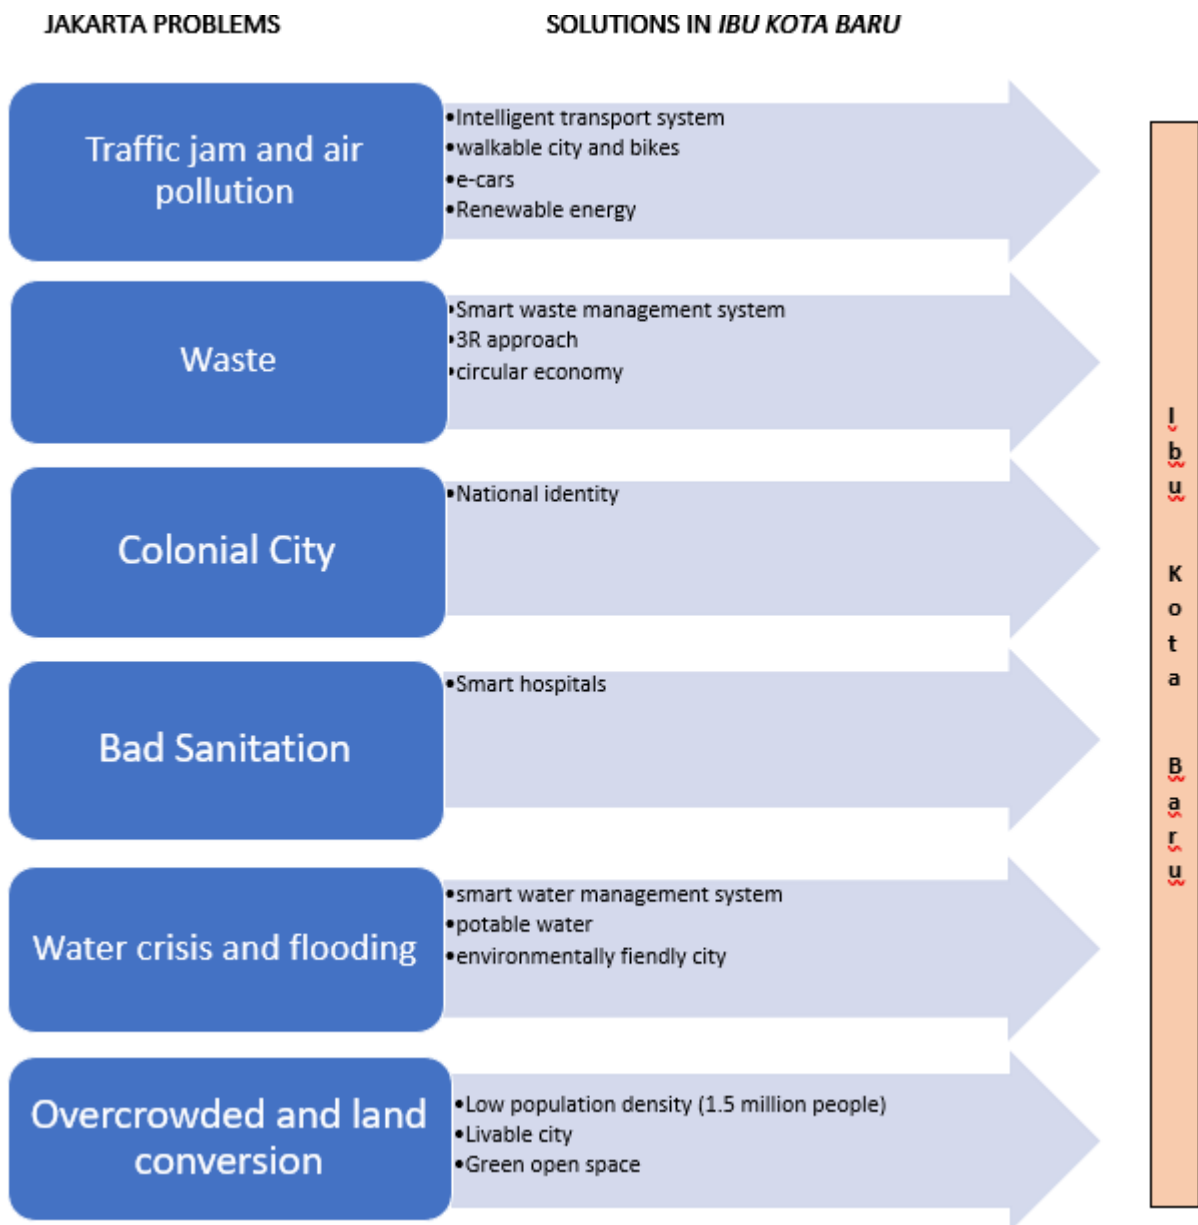 JAKARTA PROBLEMS
SOLUTIONS IN IBU KOTA BARU
Traffic jam and air
pollution
•Intelligent transport system
•walkable city and bikes
•e-cars
•Renewable energy
Waste
•Smart waste management system
•3R approach
•circular economy
Colonial City
•National identity
Bad Sanitation
•Smart hospitals
Water crisis and flooding
•smart water management system
•potable water
•environmentally fiendly city
Overcrowded and land
conversion
•Low population density (1.5 million people)
•Livable city
•Green open space
Ibu Kota Baru